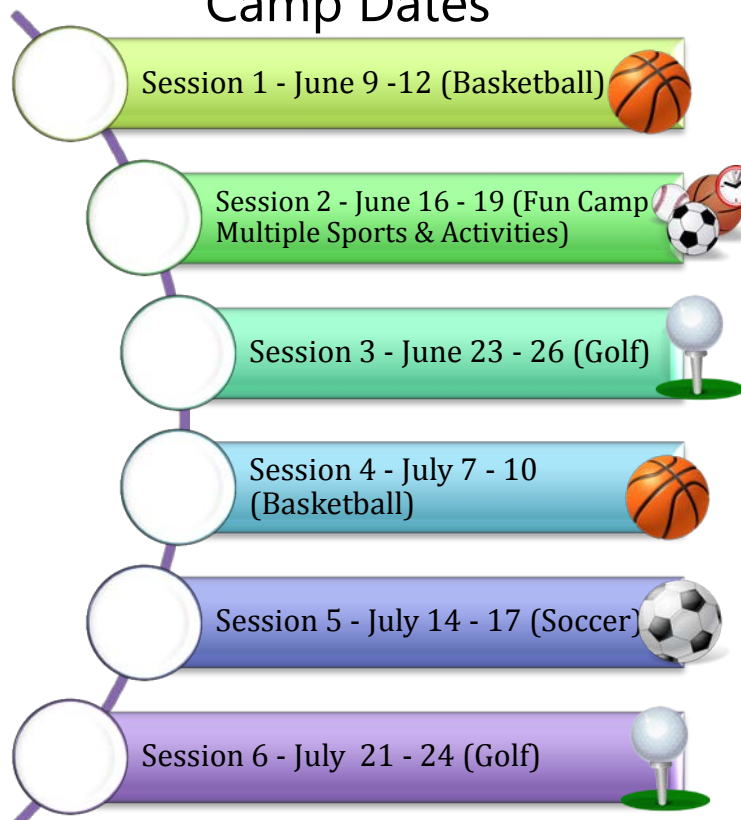 Camp Dates
Session 1 - June 9 -12 (Basketball)
Session 2 - June 16 - 19 (Fun Camp
Multiple Sports & Activities)
Session 3 - June 23 - 26 (Golf)
Session 4 - July 7 - 10
(Basketball)
Session 5 - July 14 - 17 (Soccer)
Session 6 - July  21 - 24 (Golf)